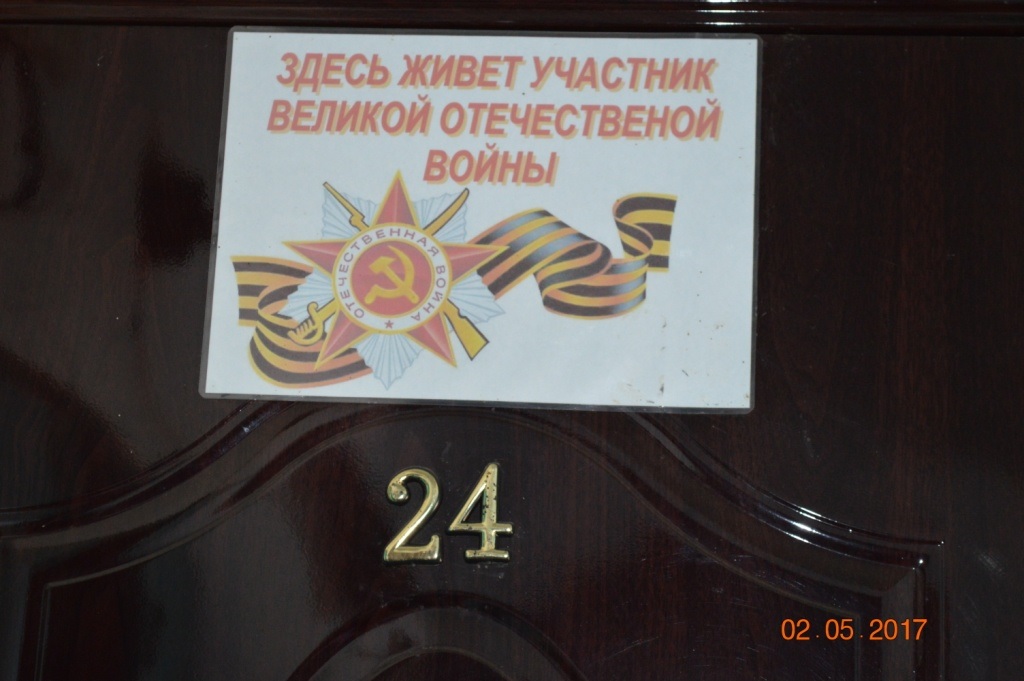 ЗДЕСЬ ЖИВЕТ УЧАСТНИК
ВЕЛИКОЙ ОТЕЧЕСТВЕНОЙ
ВОЙНЫ
ОТЕЧЕСТВЕННАЯ ВОЙНА
24
02.05.2017